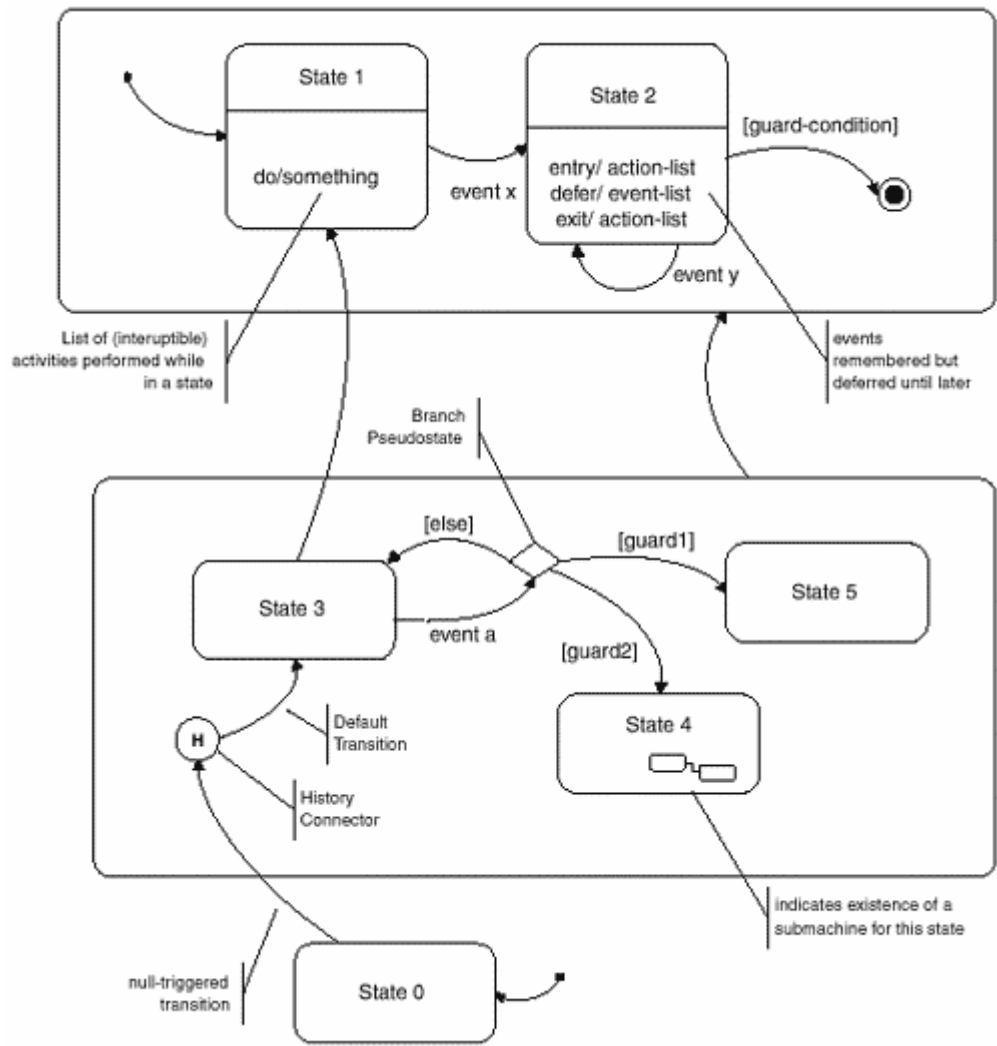 State 1
do/something
event x
State 2
entry/ action-list
defer/ event-list
exit/ action-list
event y
[guard-condition]
List of (interuptible)
activities performed while
in a state
events
remembered but
deferred until later
Branch
Pseudostate
[else]
[guard1]
State 3
event a
State 5
[guard2]
State 4
H
Default
Transition
History
Connector
indicates existence of a
submachine for this state
null-triggered
transition
State 0